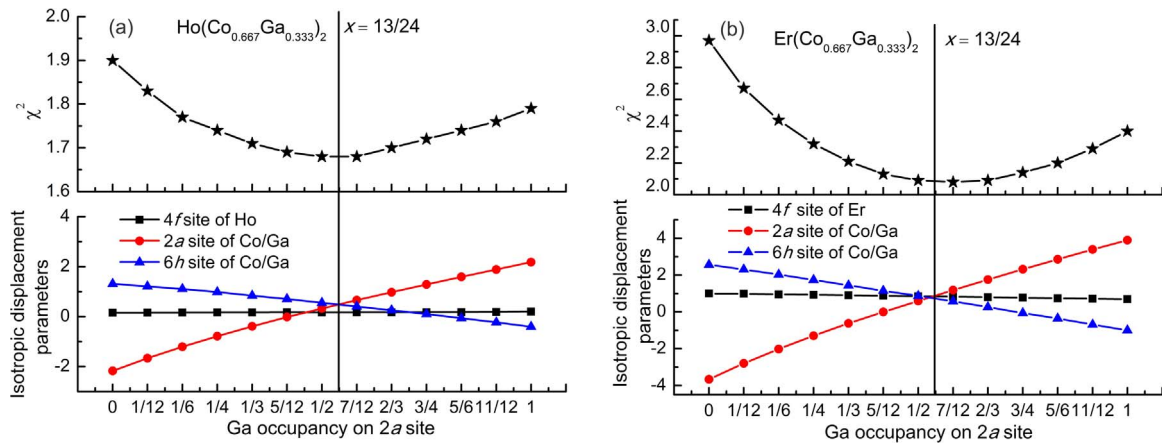 (a)
Ho(Co0.667Ga0.333)2
x = 13/24
χ2
2.0
1.9
1.8
1.7
1.6
4f site of Ho
2a site of Co/Ga
6h site of Co/Ga
Isotropic displacement
parameters
4
2
0
-2
0 1/12 1/6 1/4 1/3 5/12 1/2 7/12 2/3 3/4 5/6 11/12 1
Ga occupancy on 2a site
(b)
Er(Co0.667Ga0.333)2
x = 13/24
χ2
3.0
2.8
2.6
2.4
2.2
2.0
4f site of Er
2a site of Co/Ga
6h site of Co/Ga
Isotropic displacement
parameters
4
2
0
-2
-4
0 1/12 1/6 1/4 1/3 5/12 1/2 7/12 2/3 3/4 5/6 11/12 1
Ga occupancy on 2a site